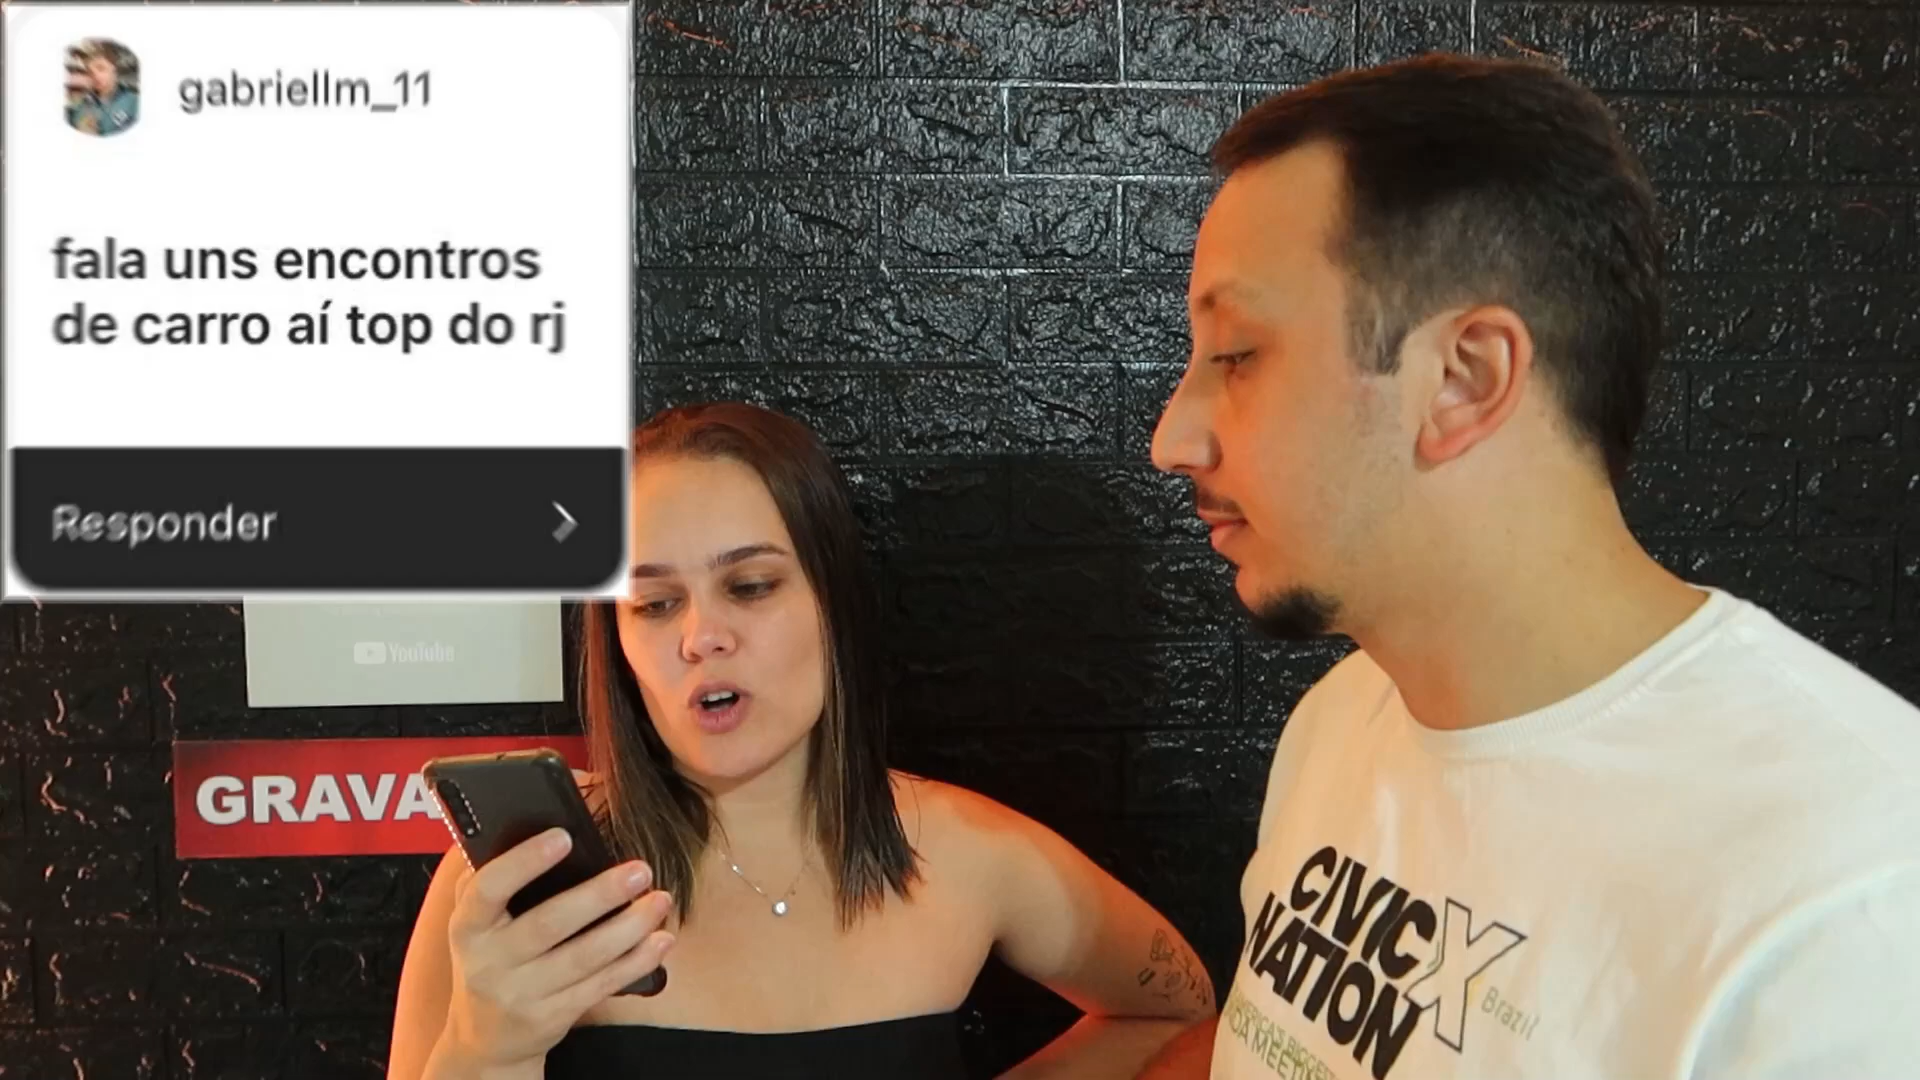 gabriellm_11
fala uns encontros
de carro aí top do rj
Responder
YouTube
GRAVA
CIVIC X
NATION
Brazil